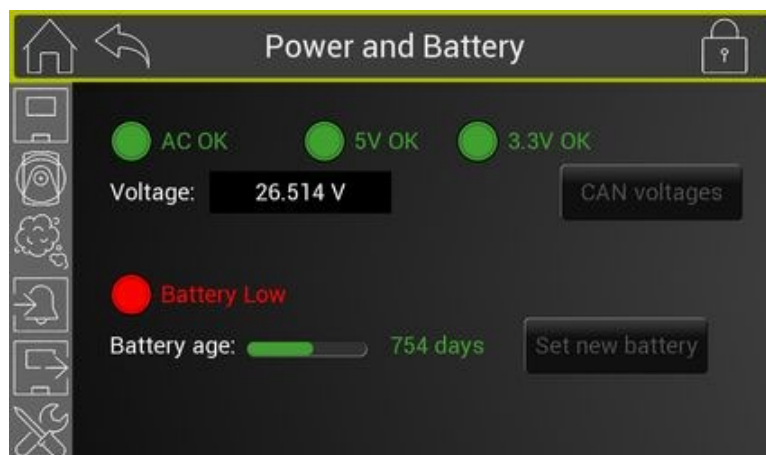 Power and Battery
AC OK 5V OK 3.3V OK
Voltage: 26.514 V CAN voltages
Battery Low
Battery age: 754 days Set new battery